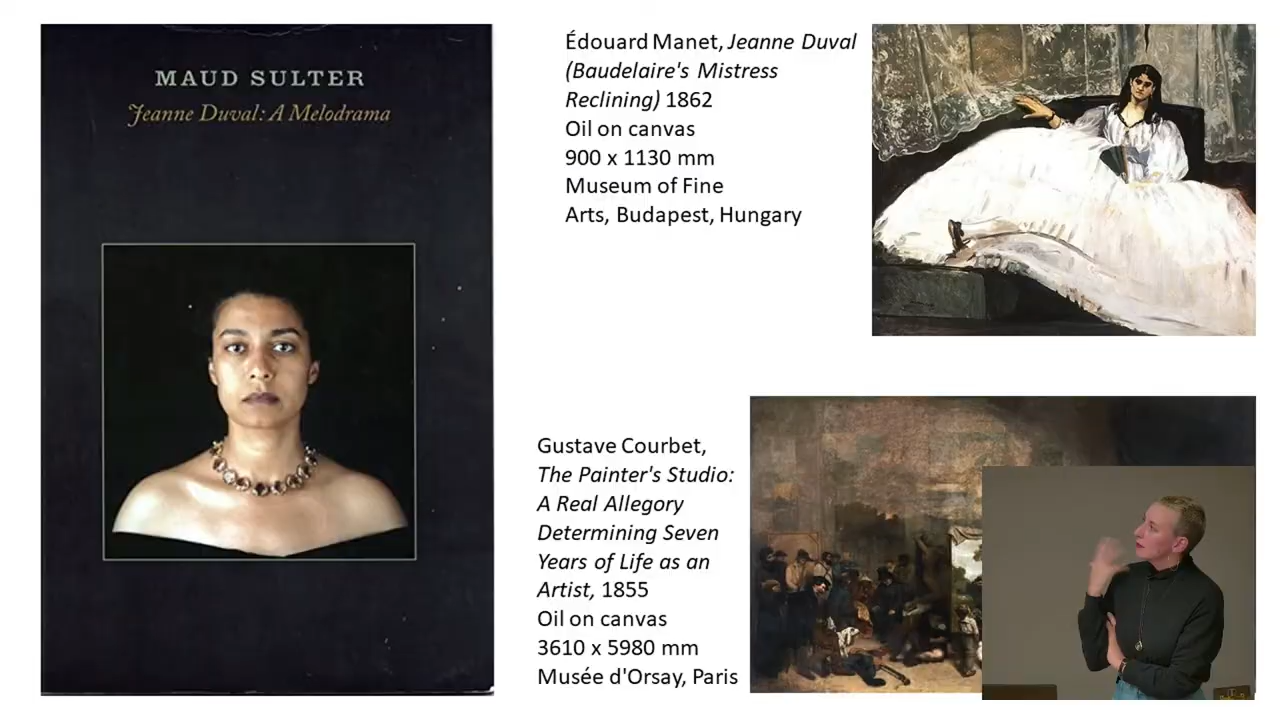 MAUD SULTER
Jeanne Duval: A Melodrama
Édouard Manet, Jeanne Duval
(Baudelaire's Mistress
Reclining) 1862
Oil on canvas
900 x 1130 mm
Museum of Fine
Arts, Budapest, Hungary
Gustave Courbet,
The Painter's Studio:
A Real Allegory
Determining Seven
Years of Life as an
Artist, 1855
Oil on canvas
3610 x 5980 mm
Musée d'Orsay, Paris